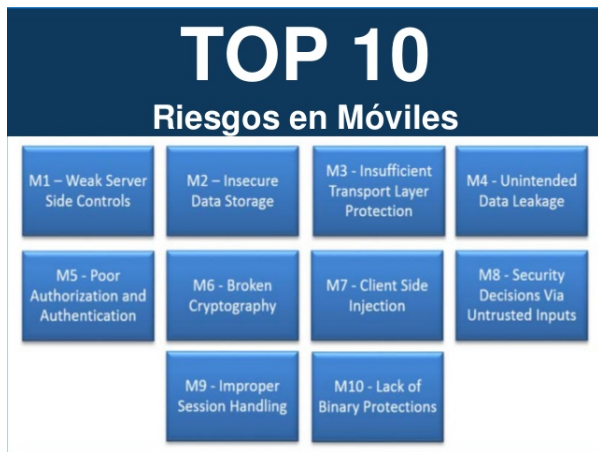 TOP 10
Riesgos en Móviles
M1 – Weak Server
Side Controls
M2 – Insecure
Data Storage
M3 - Insufficient
Transport Layer
Protection
M4 - Unintended
Data Leakage
M5 - Poor
Authorization and
Authentication
M6 - Broken
Cryptography
M7 - Client Side
Injection
M8 - Security
Decisions Via
Untrusted Inputs
M9 - Improper
Session Handling
M10 - Lack of
Binary Protections